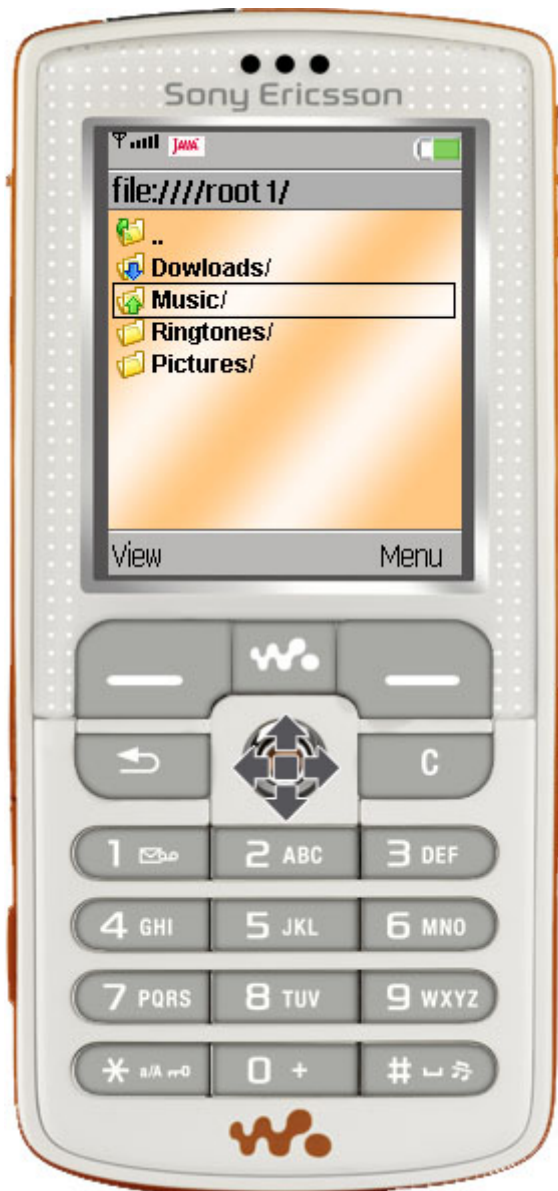 Sony Ericsson
JAVA
file:////root1/
..
Dowloads/
Music/
Ringtones/
Pictures/
View Menu
C
1 2 ABC 3 DEF
4 GHI 5 JKL 6 MNO
7 PQRS 8 TUV 9 WXYZ
* a/A 0 + #